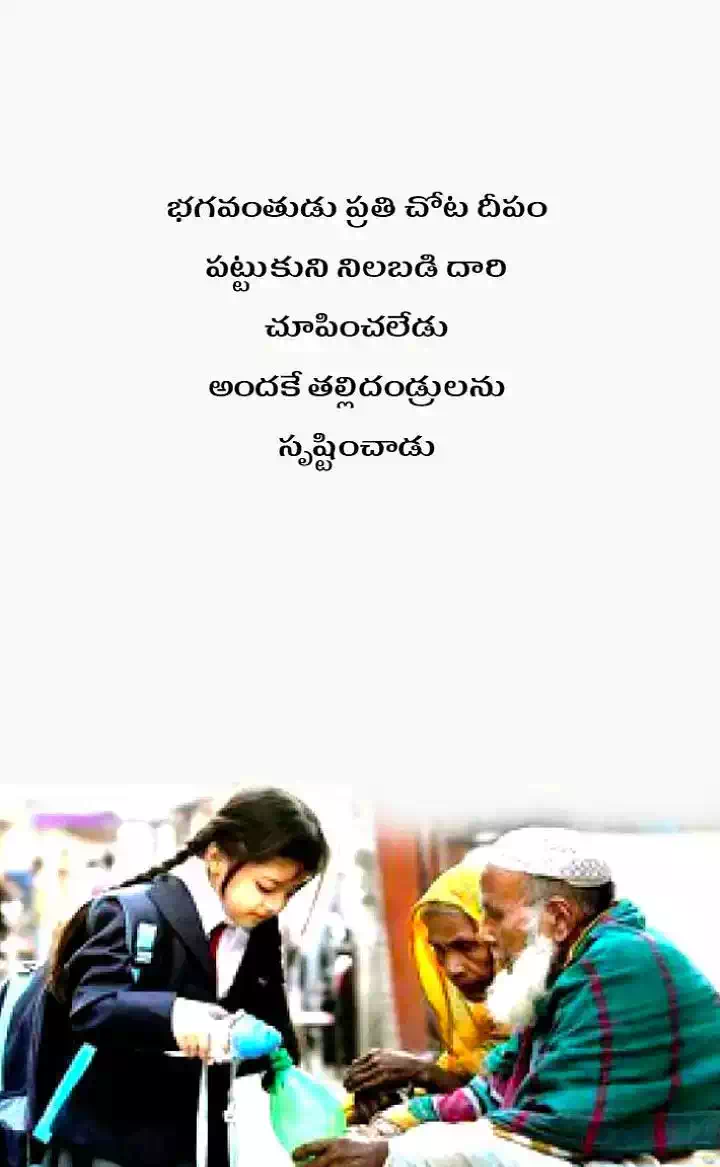 భగవంతుడు ప్రతి చోట దీపం
పట్టుకుని నిలబడి దారి
చూపించలేడు
అందకే తల్లిదండ్రులను
సృష్టించాడు